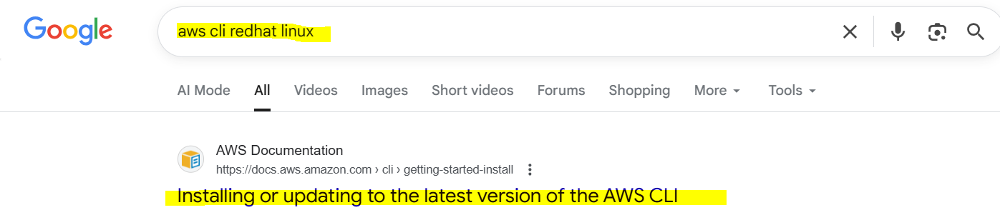 Google
aws cli redhat linux
AI Mode All Videos Images Short videos Forums Shopping More Tools
AWS Documentation
https://docs.aws.amazon.com › cli › getting-started-install
Installing or updating to the latest version of the AWS CLI